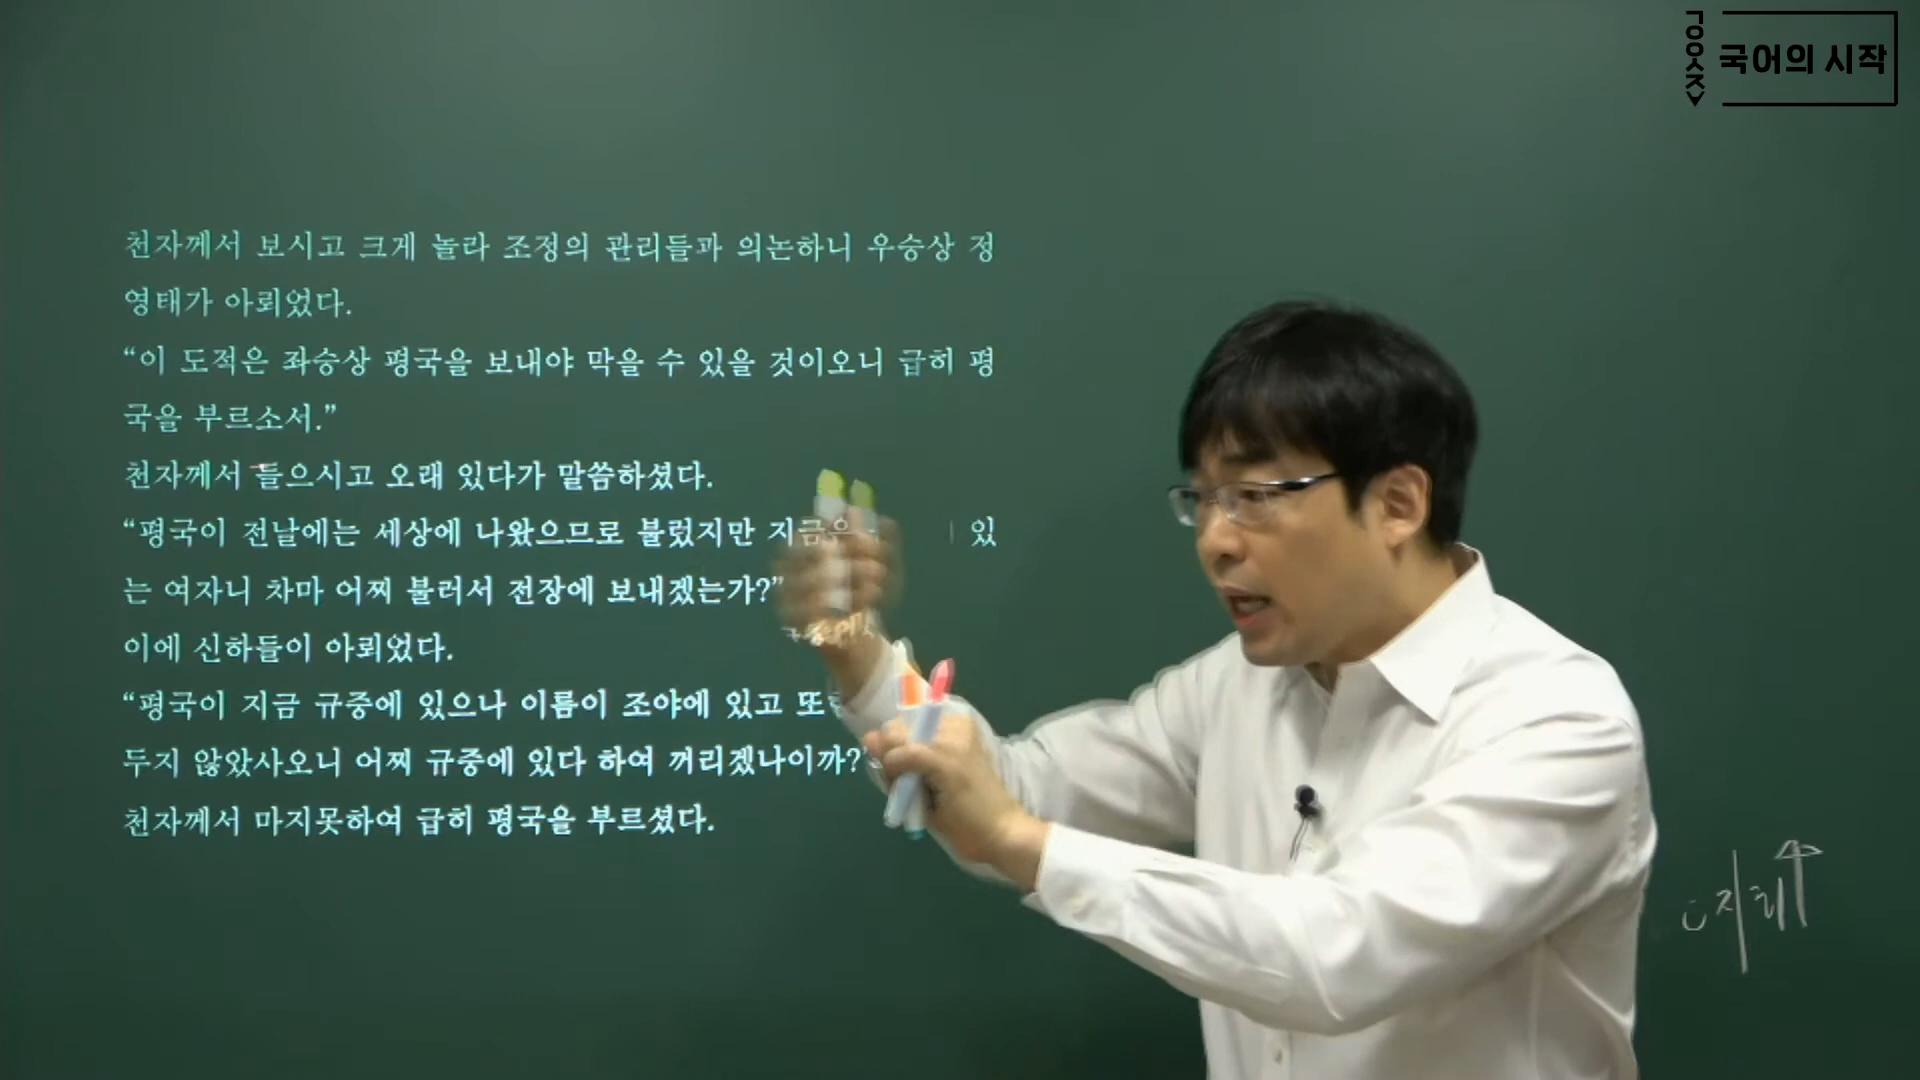 국어의 시작
천자께서 보시고 크게 놀라 조정의 관리들과 의논하니 우승상 정
영태가 아뢰었다.
“이 도적은 좌승상 평국을 보내야 막을 수 있을 것이오니 급히 평
국을 부르소서.”
천자께서 들으시고 오래 있다가 말씀하셨다.
“평국이 전날에는 세상에 나왔으므로 불렀지만 지금은 있
는 여자니 차마 어찌 불러서 전장에 보내겠는가?”
이에 신하들이 아뢰었다.
“평국이 지금 규중에 있으나 이름이 조야에 있고
두지 않았사오니 어찌 규중에 있다 하여 꺼리겠나이까?”
천자께서 마지못하여 급히 평국을 부르셨다.